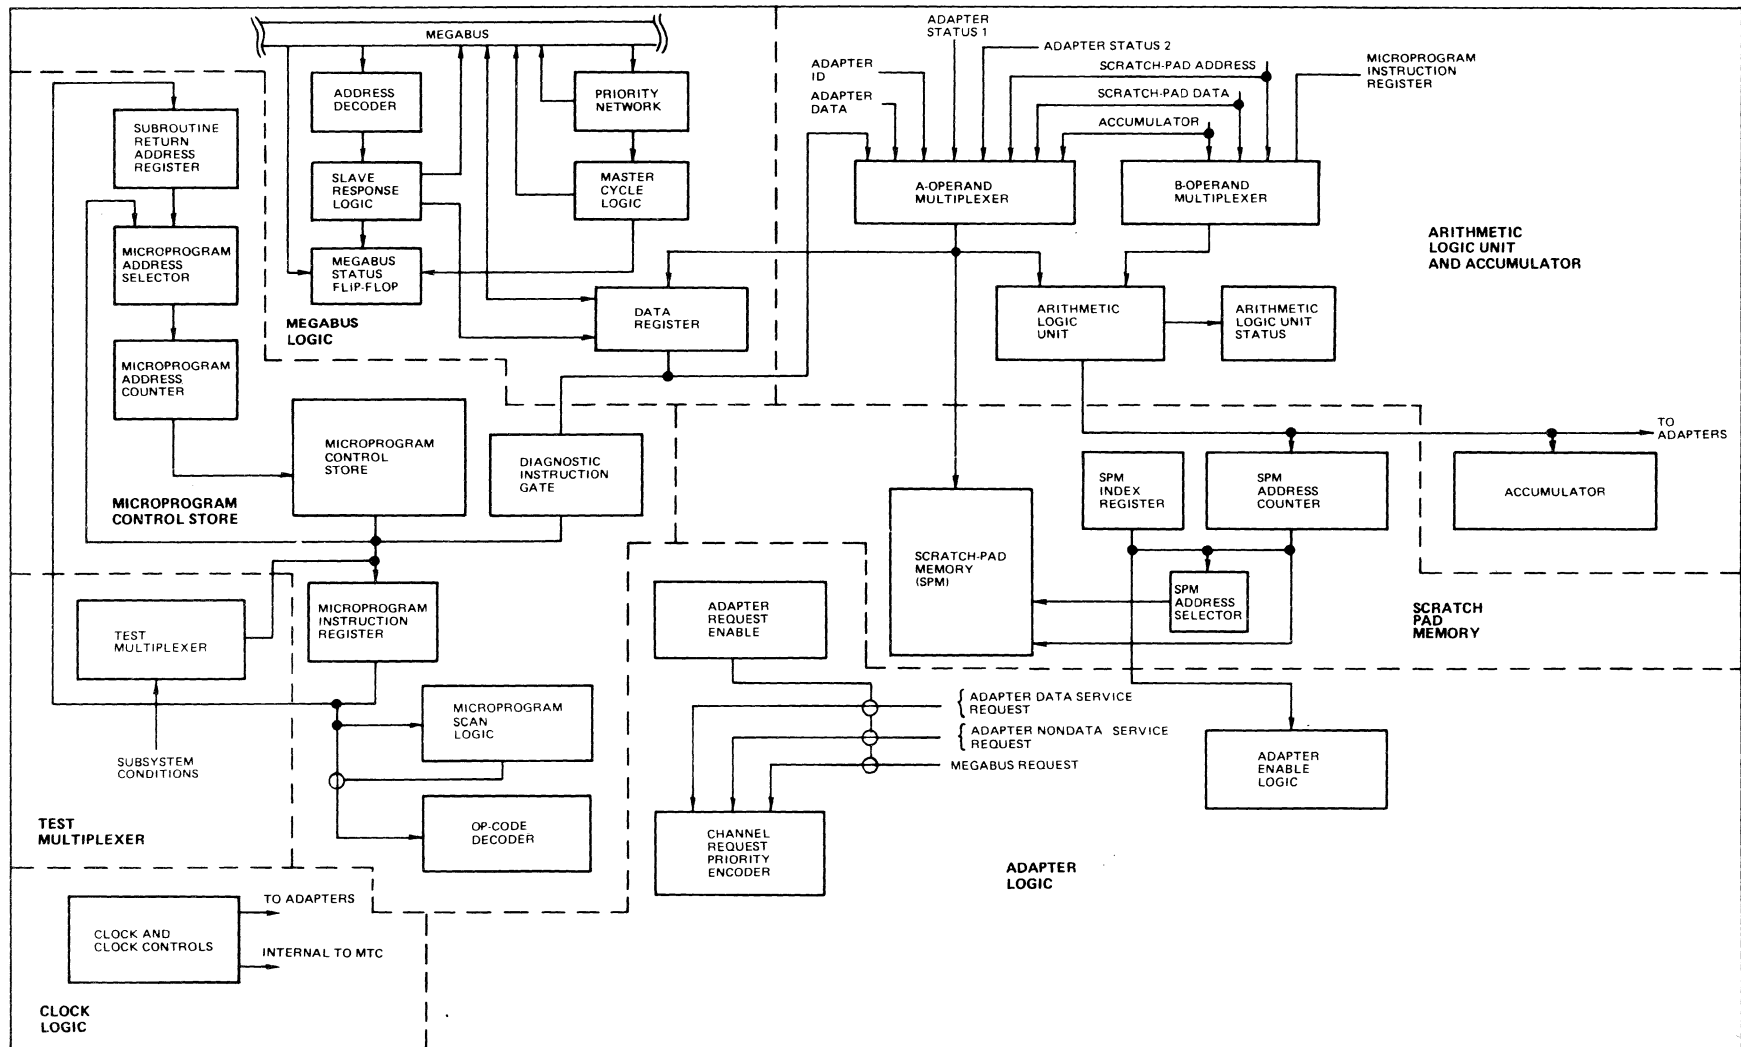 MEGABUS
ADDRESS
DECODER
PRIORITY
NETWORK
SUBROUTINE
RETURN
ADDRESS
REGISTER
SLAVE
RESPONSE
LOGIC
MASTER
CYCLE
LOGIC
MICROPROGRAM
ADDRESS
SELECTOR
MEGABUS
STATUS
FLIP-FLOP
MEGABUS
LOGIC
DATA
REGISTER
MICROPROGRAM
ADDRESS
COUNTER
MICROPROGRAM
CONTROL
STORE
DIAGNOSTIC
INSTRUCTION
GATE
MICROPROGRAM
CONTROL STORE
ADAPTER
STATUS 1
ADAPTER STATUS 2
ADAPTER
ID
ADAPTER
DATA
SCRATCH-PAD ADDRESS
SCRATCH-PAD DATA
ACCUMULATOR
MICROPROGRAM
INSTRUCTION
REGISTER
A-OPERAND
MULTIPLEXER
B-OPERAND
MULTIPLEXER
ARITHMETIC
LOGIC UNIT
AND ACCUMULATOR
ARITHMETIC
LOGIC
UNIT
ARITHMETIC
LOGIC UNIT
STATUS
TO
ADAPTERS
SPM
INDEX
REGISTER
SPM
ADDRESS
COUNTER
ACCUMULATOR
SCRATCH-PAD
MEMORY
(SPM)
SPM
ADDRESS
SELECTOR
SCRATCH
PAD
MEMORY
TEST
MULTIPLEXER
MICROPROGRAM
INSTRUCTION
REGISTER
SUBSYSTEM
CONDITIONS
MICROPROGRAM
SCAN
LOGIC
OP-CODE
DECODER
TEST
MULTIPLEXER
ADAPTER
REQUEST
ENABLE
ADAPTER DATA SERVICE
REQUEST
ADAPTER NONDATA SERVICE
REQUEST
MEGABUS REQUEST
ADAPTER
ENABLE
LOGIC
CHANNEL
REQUEST
PRIORITY
ENCODER
ADAPTER
LOGIC
CLOCK AND
CLOCK CONTROLS
TO ADAPTERS
INTERNAL TO MTC
CLOCK
LOGIC